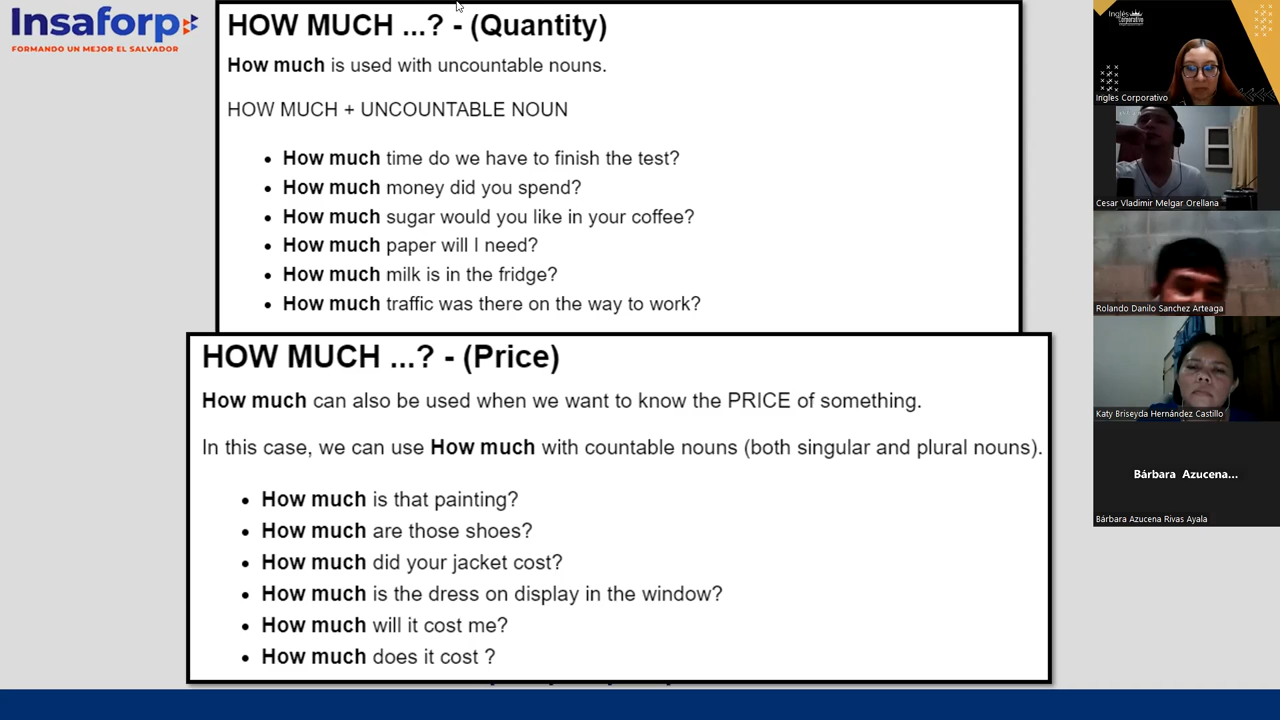 Insaforp
FORMANDO UN MEJOR EL SALVADOR
HOW MUCH ...? - (Quantity)
How much is used with uncountable nouns.
HOW MUCH + UNCOUNTABLE NOUN
• How much time do we have to finish the test?
• How much money did you spend?
• How much sugar would you like in your coffee?
• How much paper will I need?
• How much milk is in the fridge?
• How much traffic was there on the way to work?
HOW MUCH ...? - (Price)
How much can also be used when we want to know the PRICE of something.
In this case, we can use How much with countable nouns (both singular and plural nouns).
• How much is that painting?
• How much are those shoes?
• How much did your jacket cost?
• How much is the dress on display in the window?
• How much will it cost me?
• How much does it cost ?
Inglés
Corporativo
Ingles Corporativo
Cesar Vladimir Melgar Orellana
Rolando Danilo Sanchez Arteaga
Katy Briseyda Hernández Castillo
Bárbara Azucena...
Bárbara Azucena Rivas Ayala